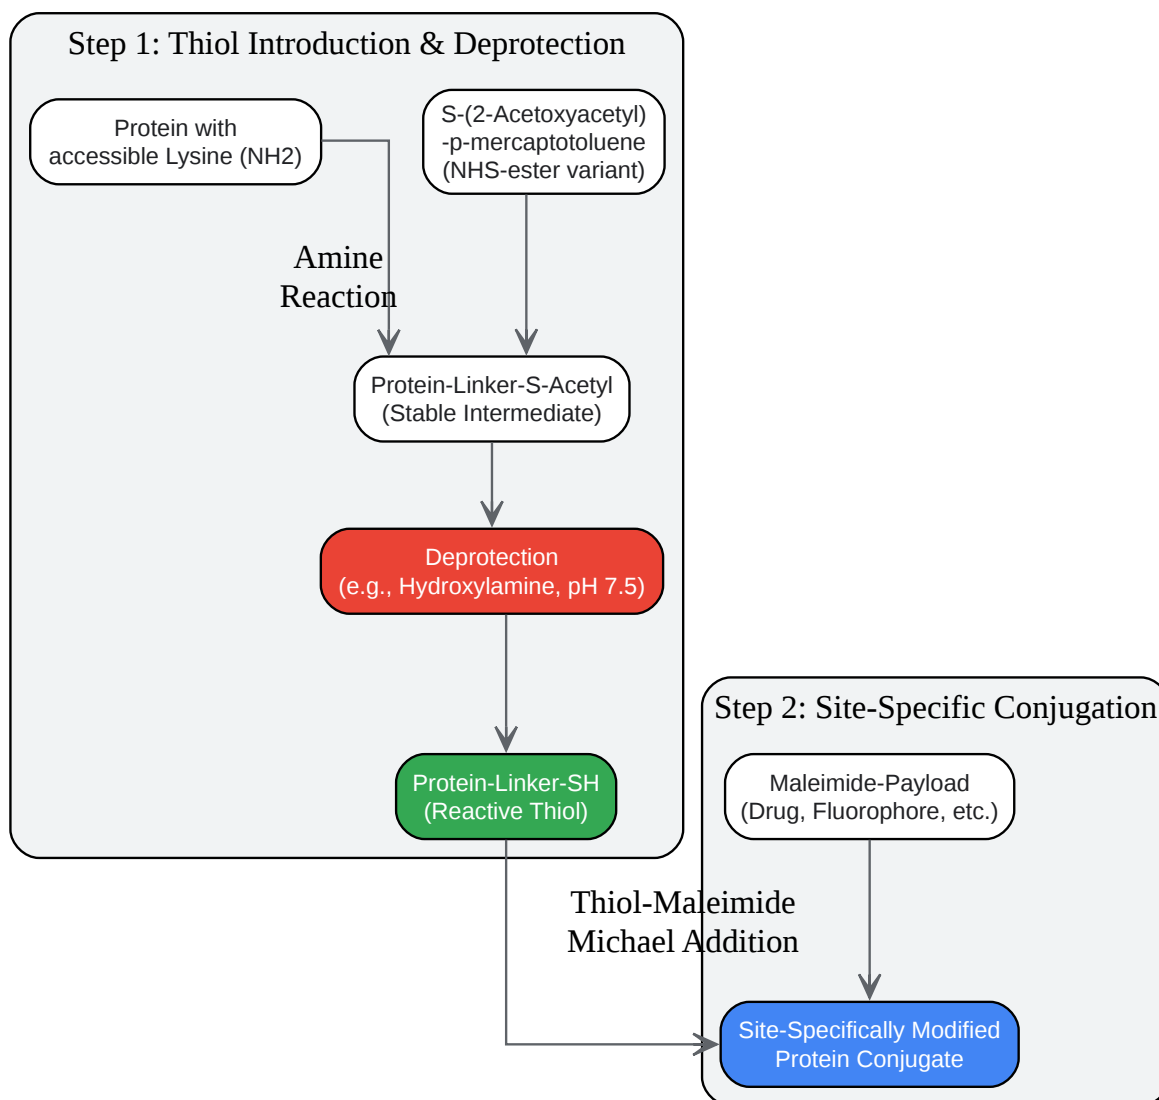 Step 1: Thiol Introduction & Deprotection
Protein with
accessible Lysine (NH2)
S-(2-Acetoxyacetyl)
-p-mercaptotoluene
(NHS-ester variant)
Amine
Reaction
Protein-Linker-S-Acetyl
(Stable Intermediate)
Deprotection
(e.g., Hydroxylamine, pH 7.5)
Protein-Linker-SH
(Reactive Thiol)
Step 2: Site-Specific Conjugation
Maleimide-Payload
(Drug, Fluorophore, etc.)
Thiol-Maleimide
Michael Addition
Site-Specifically Modified
Protein Conjugate